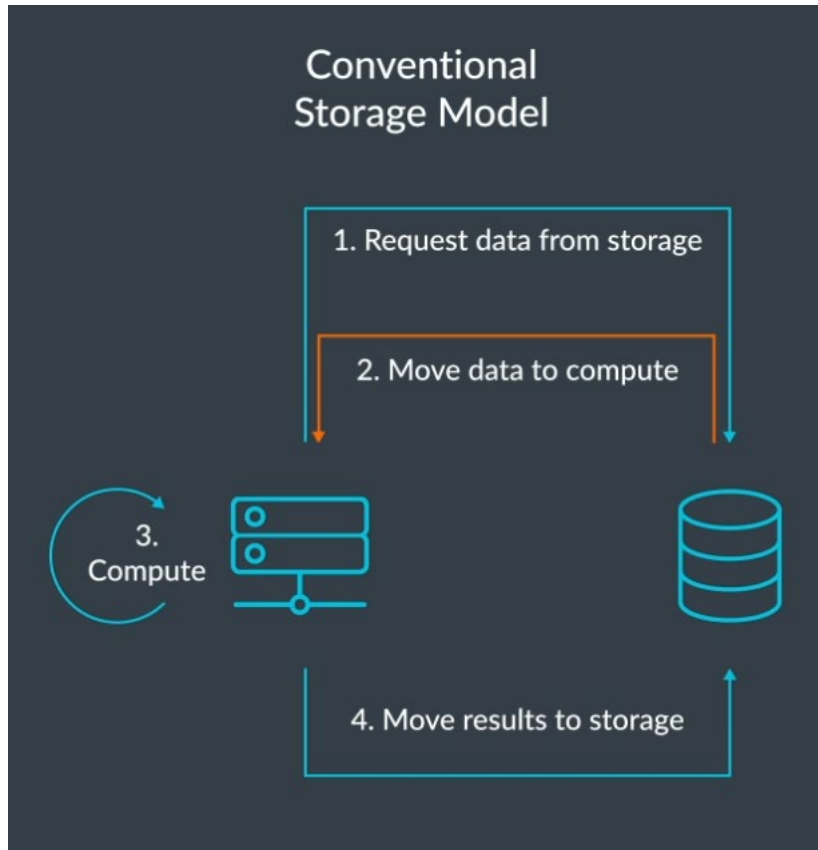 Conventional
Storage Model
1. Request data from storage
2. Move data to compute
3.
Compute
4. Move results to storage